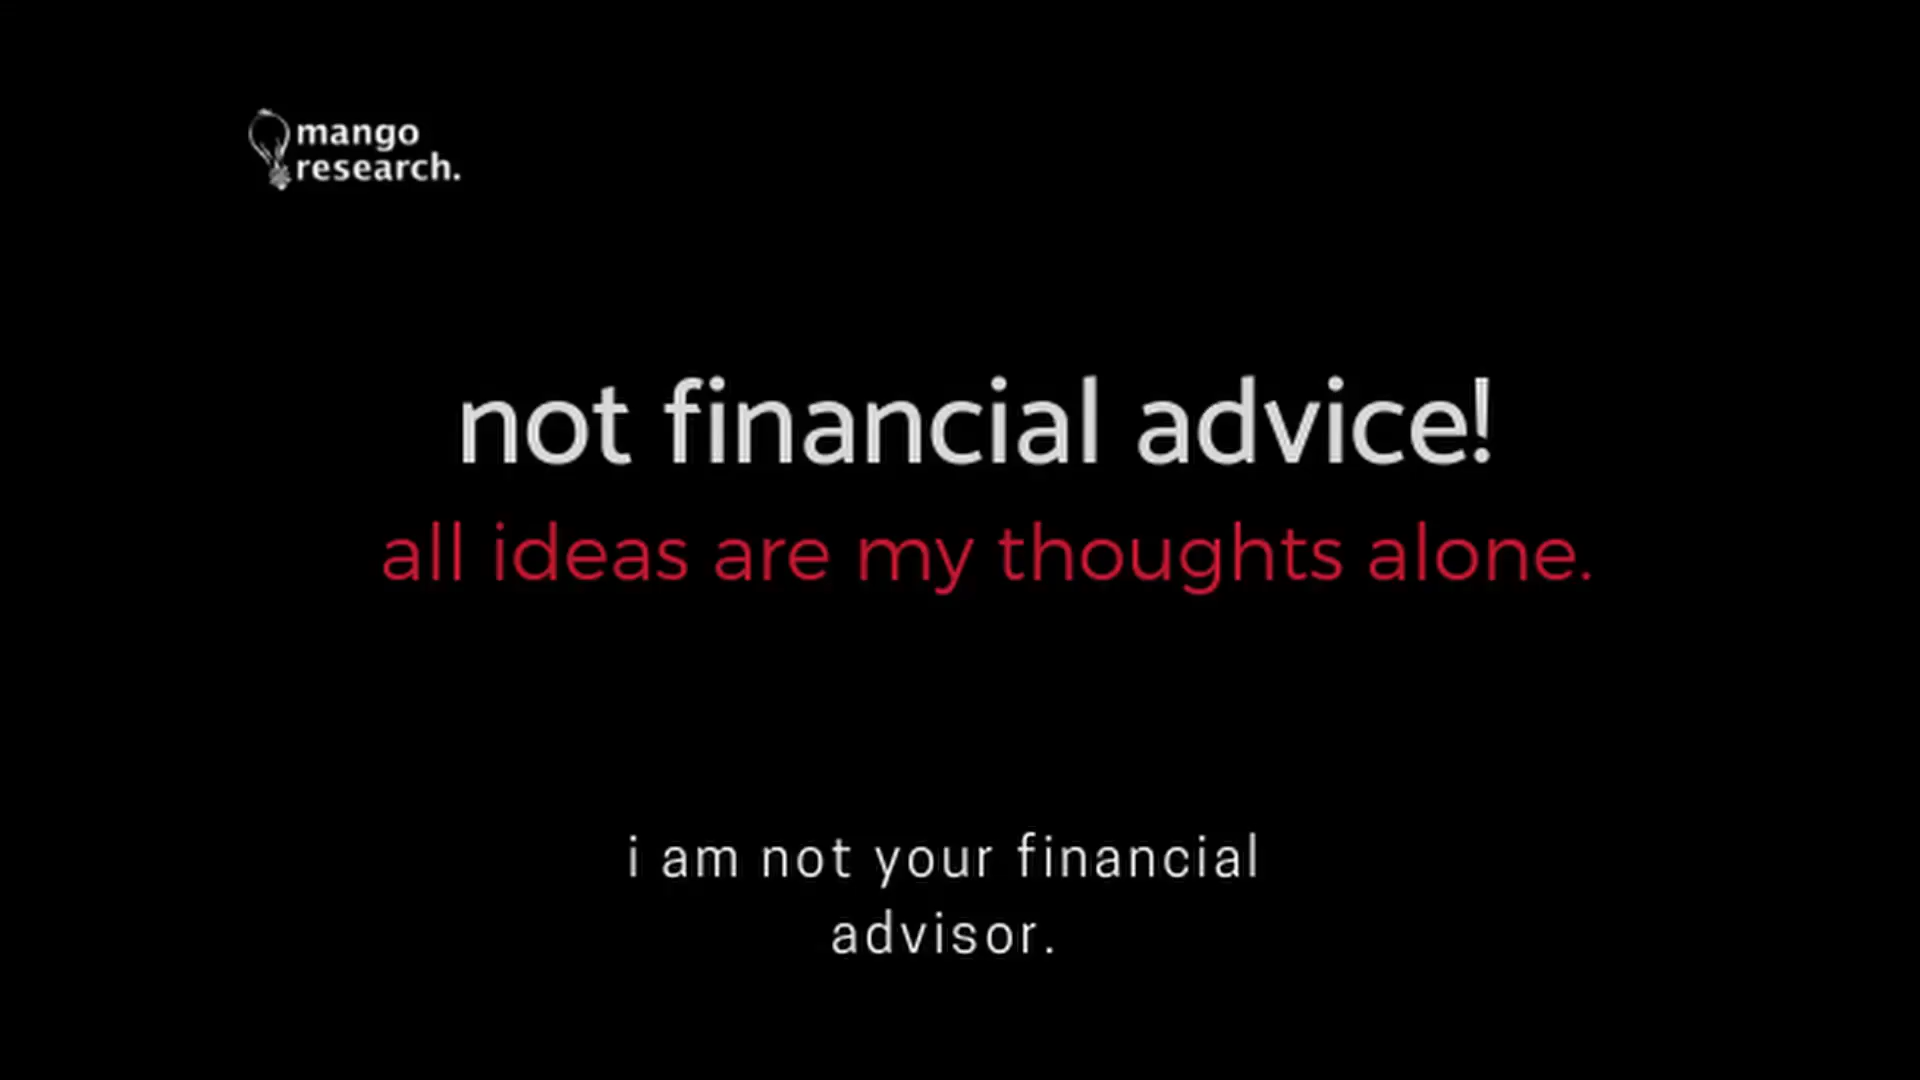 mango
research.
not financial advice!
all ideas are my thoughts alone.
i am not your financial
advisor.